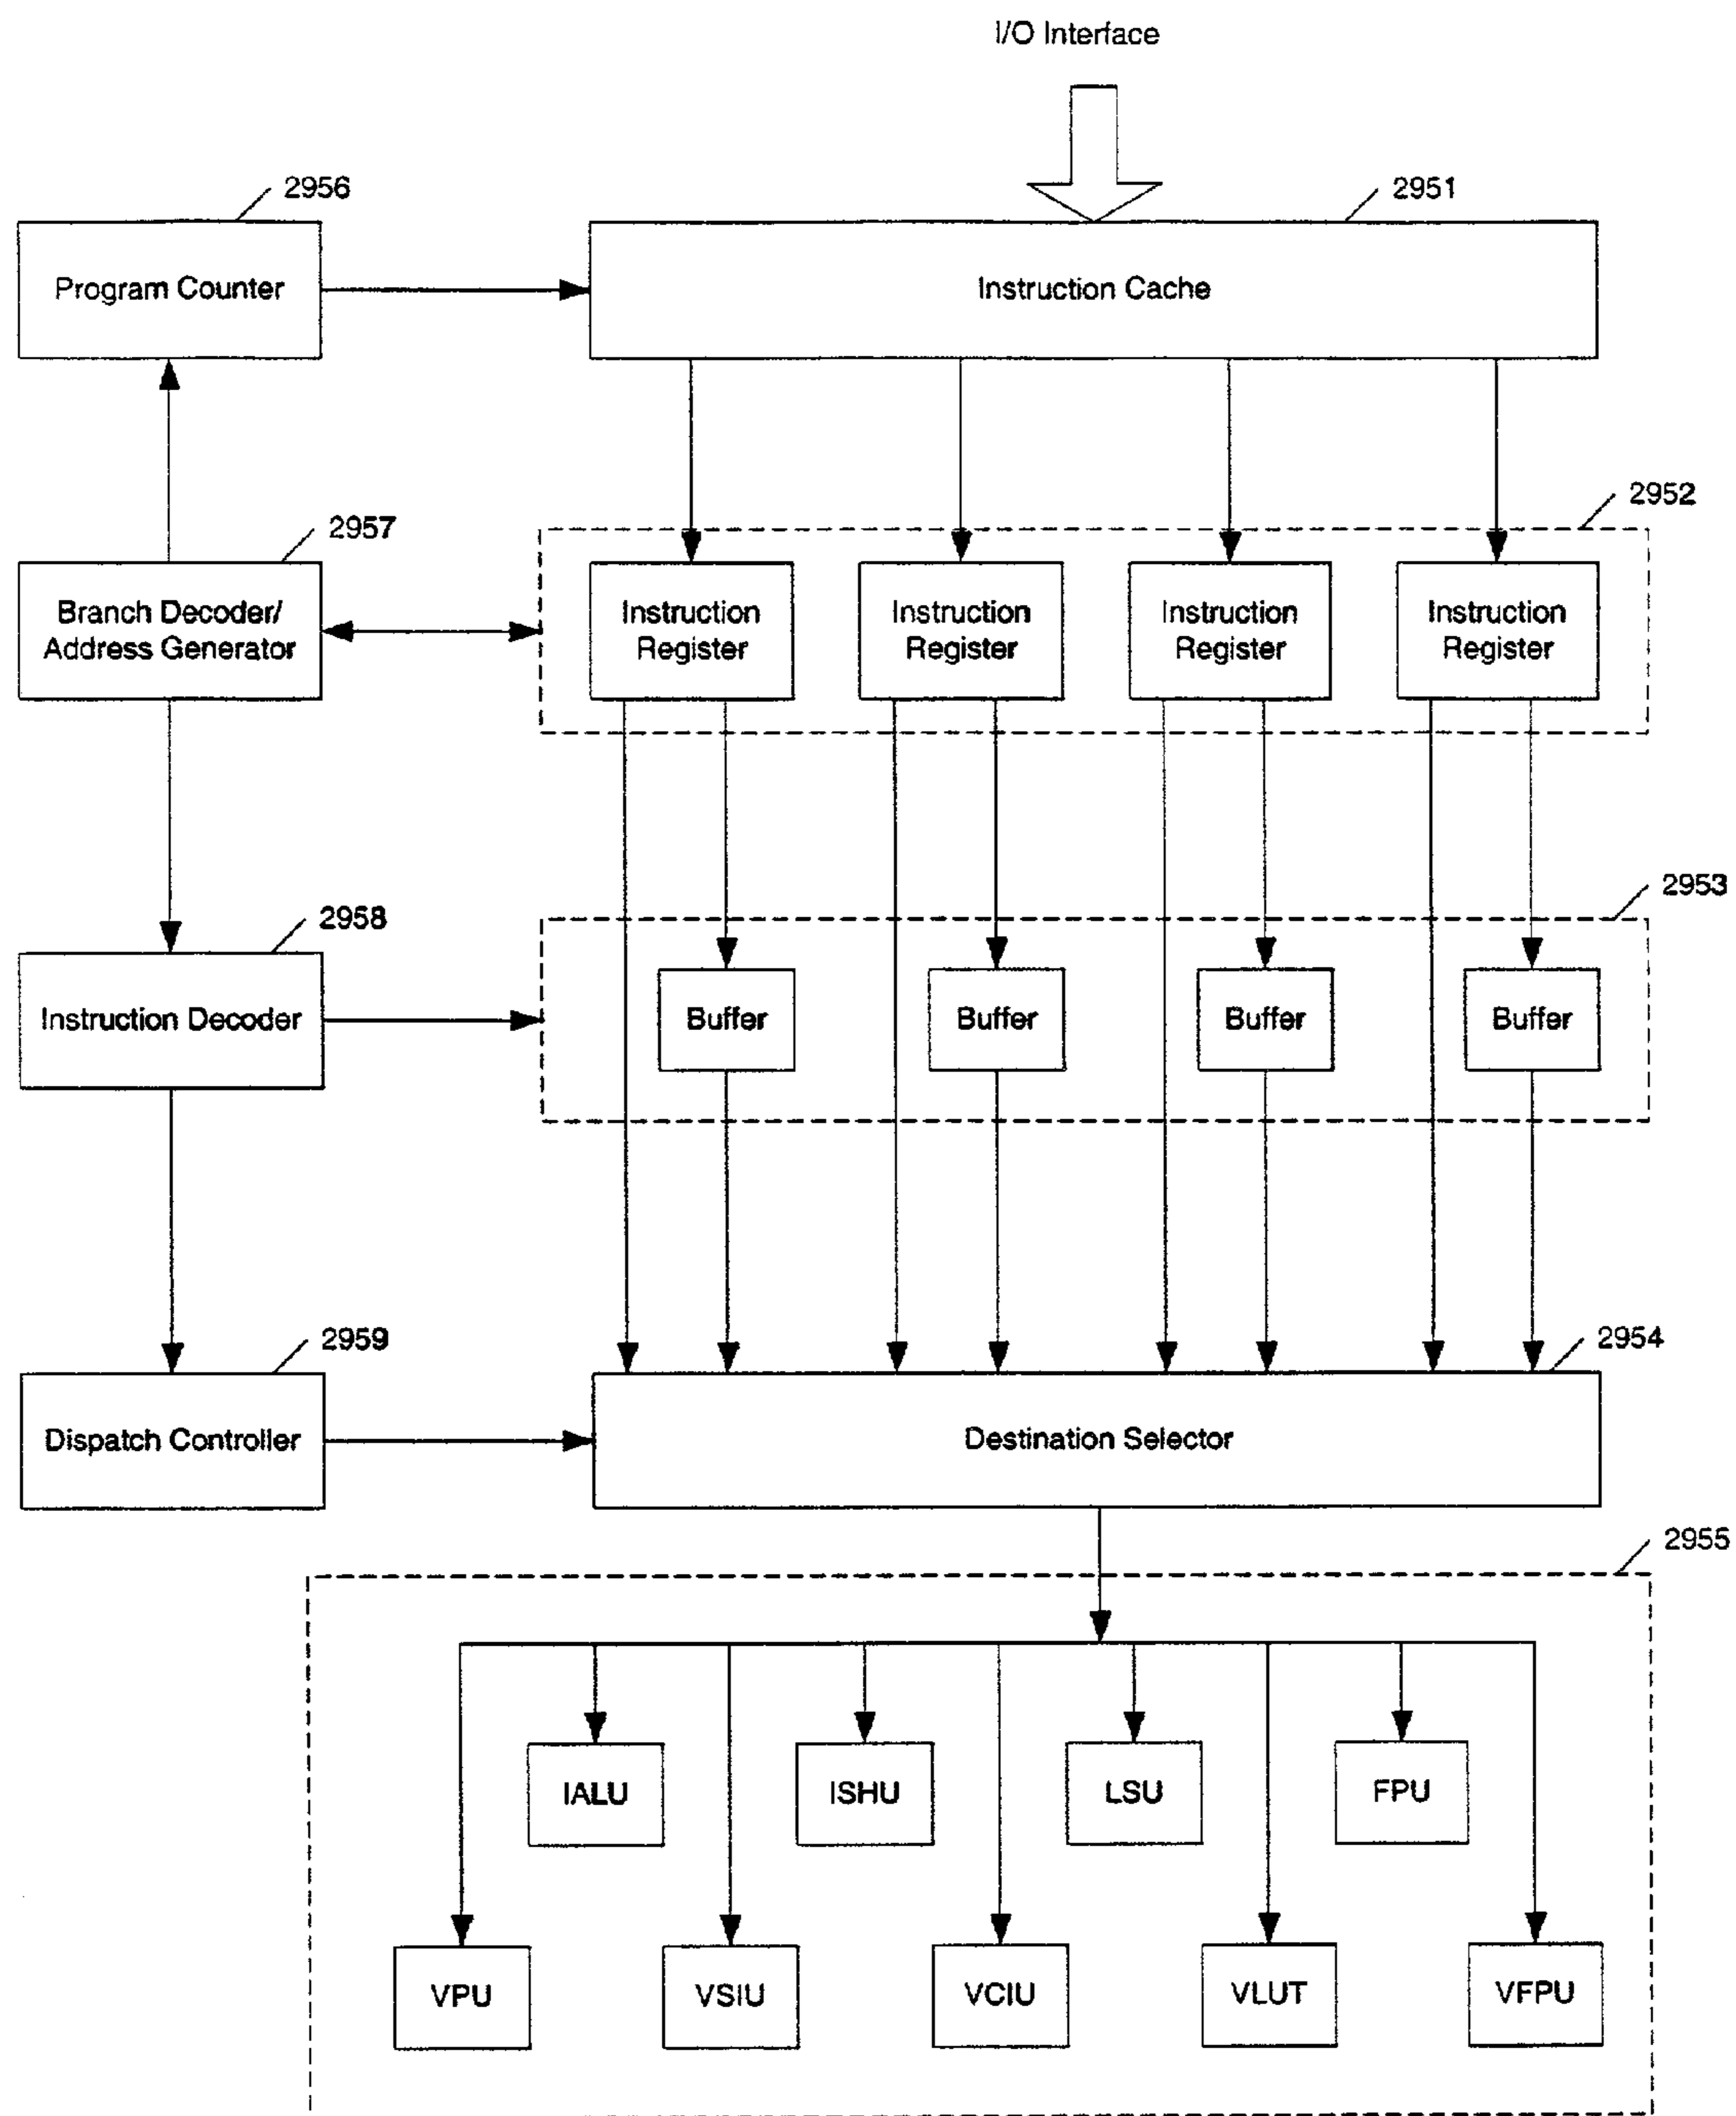 I/O Interface
2956
2951
Program Counter
Instruction Cache
2952
2957
Branch Decoder/
Address Generator
Instruction
Register
Instruction
Register
Instruction
Register
Instruction
Register
2953
2958
Instruction Decoder
Buffer
Buffer
Buffer
Buffer
2959
2954
Dispatch Controller
Destination Selector
2955
IALU
ISHU
LSU
FPU
VPU
VSIU
VCIU
VLUT
VFPU